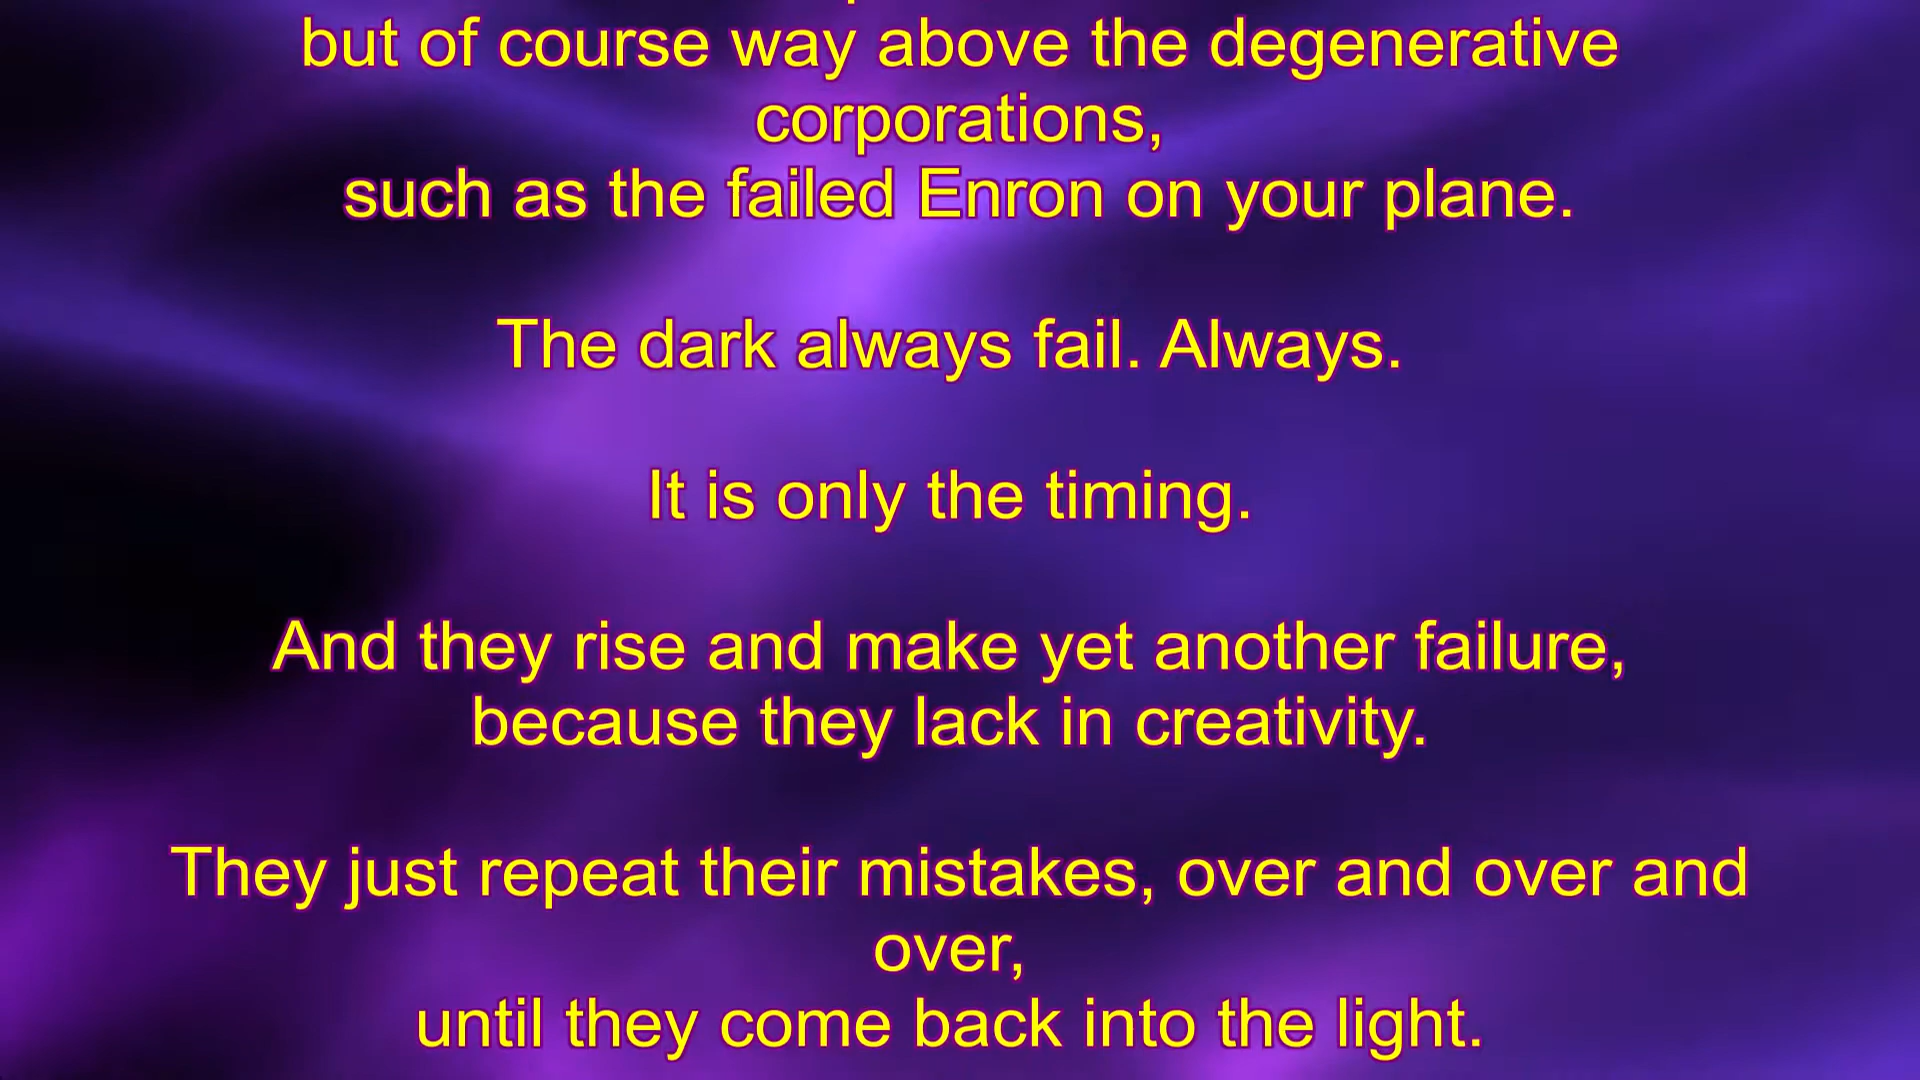 but of course way above the degenerative
corporations,
such as the failed Enron on your plane.
The dark always fail. Always.
It is only the timing.
And they rise and make yet another failure,
because they lack in creativity.
They just repeat their mistakes, over and over and
over,
until they come back into the light.